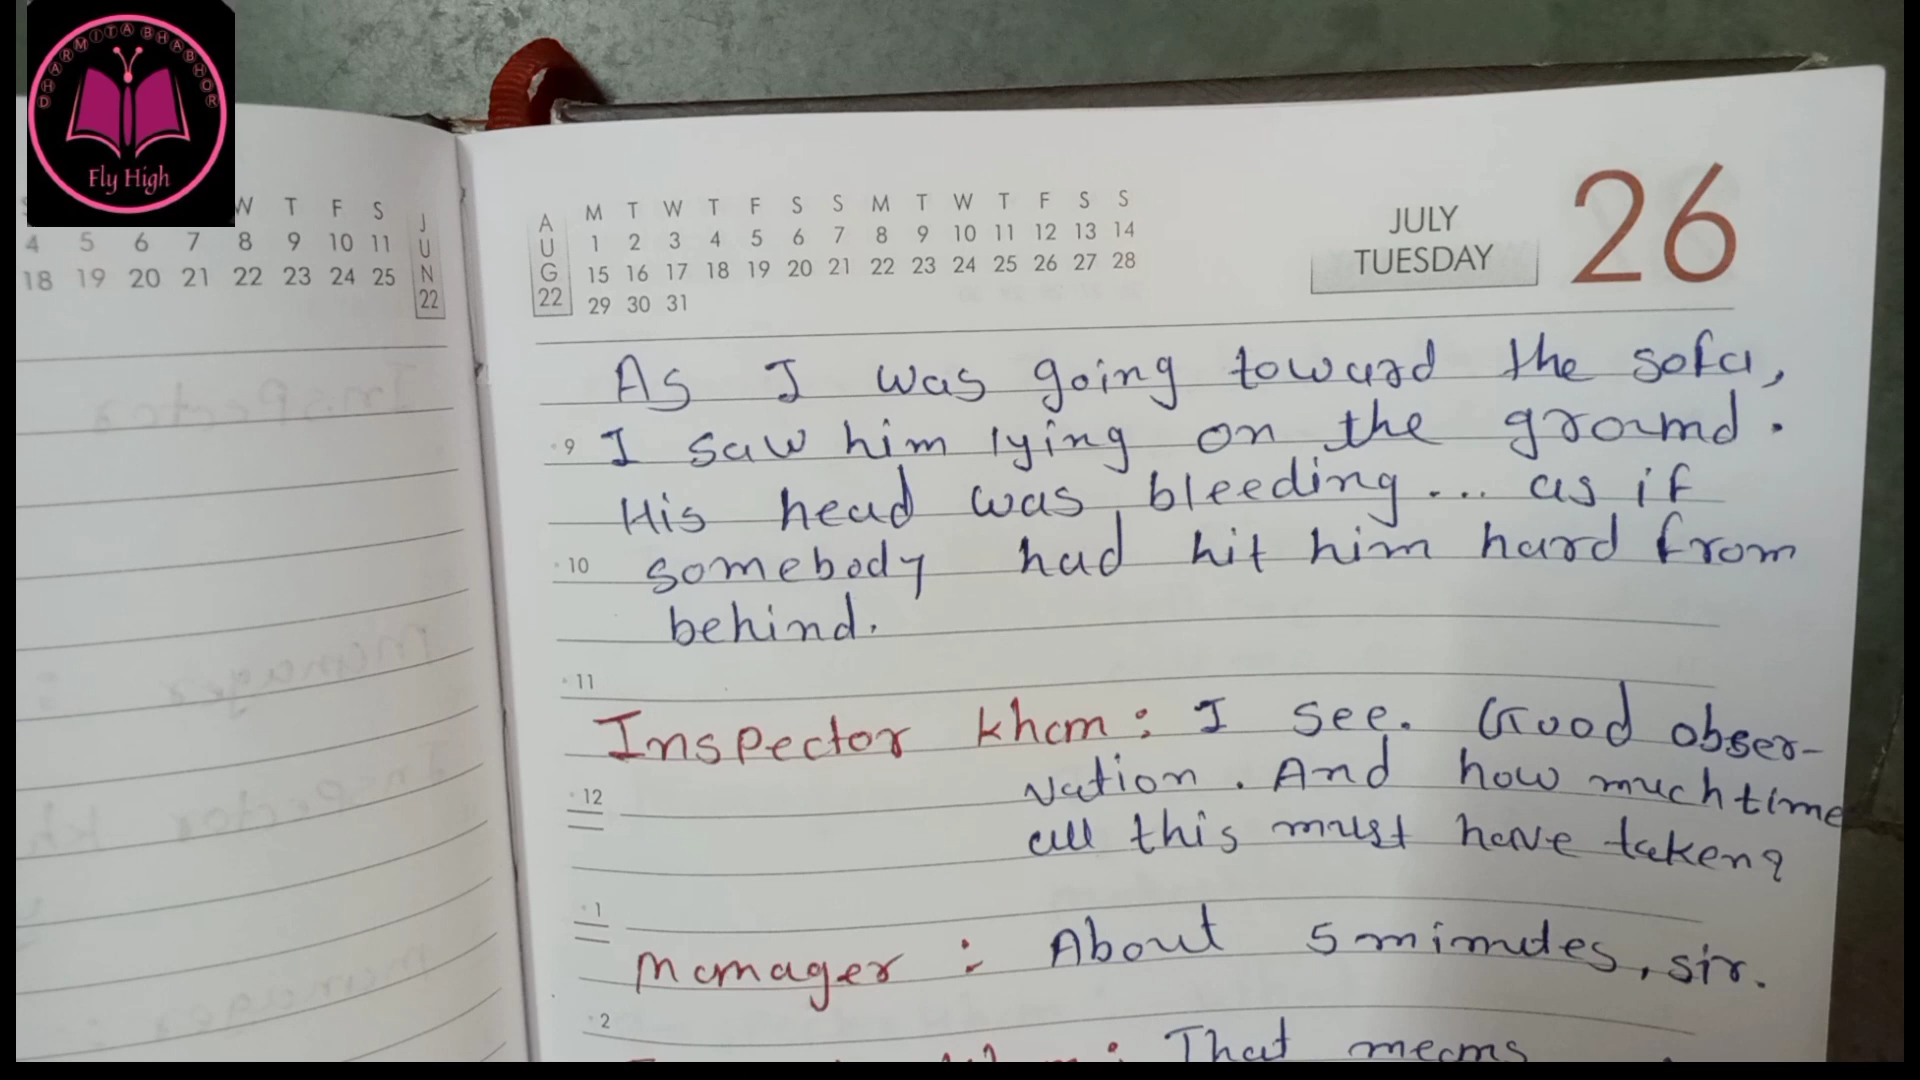 DHARMITA BHABHOR
Fly High
W T F S
4 5 6 7 8 9 10 11
18 19 20 21 22 23 24 25
JUN 22
AUG 22
M T W T F S S M T W T F S S
1 2 3 4 5 6 7 8 9 10 11 12 13 14
15 16 17 18 19 20 21 22 23 24 25 26 27 28
29 30 31
JULY
TUESDAY
26
As I was going toward the sofa,
9 I saw him lying on the ground.
His head was bleeding... as if
10 somebody had hit him hard from
behind.
11
Inspector Khan : I see. Good obser-
12 vation. And how much time
all this must have taken?
1
Manager : About 5 minutes, sir.
2
: That means